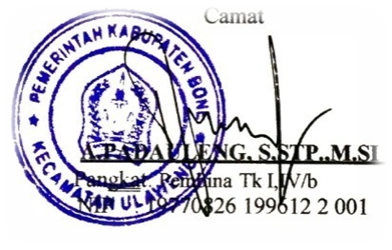 Camat
PEMERINTAH KABUPATEN BONE
KECAMATAN ULAWENG
A.PADAULENG, S.STP.,M.SI
Pangkat: Pembina Tk I, IV/b
NIP : 19770826 199612 2 001